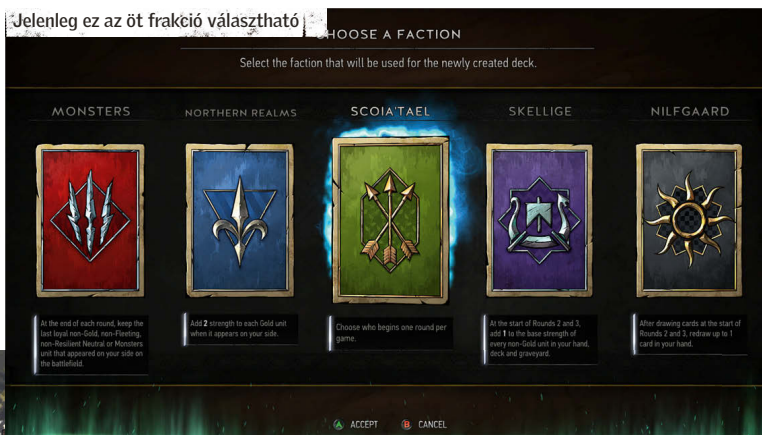 Jelenleg ez az öt frakció választható
HOOSE A FACTION
Select the faction that will be used for the newly created deck.
MONSTERS
NORTHERN REALMS
SCOIA'TAEL
SKELLIGE
NILFGAARD
At the end of each round, keep the
last loyal non-Gold, non-Fleeting,
non-Resilient Neutral or Monsters
unit that appeared on your side on
the battlefield.
Add 2 strength to each Gold unit
when it appears on your side.
Choose who begins one round per
game.
At the start of Rounds 2 and 3,
add 1 to the base strength of
every non-Gold unit in your hand,
deck and graveyard.
After drawing cards at the start of
Rounds 2 and 3, redraw up to 1
card in your hand.
A ACCEPT B CANCEL